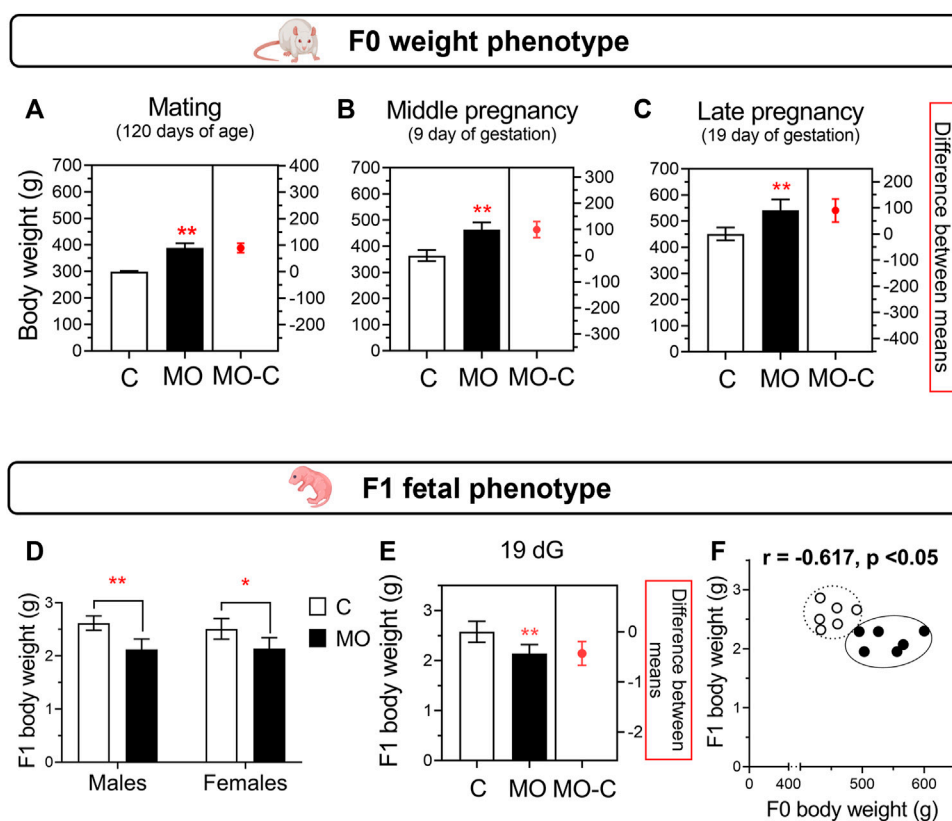 F0 weight phenotype
A
Mating
(120 days of age)
Body weight (g)
700
600
500
400
300
200
100
0
400
300
200
100
0
-100
-200
C
MO
MO-C
**
B
Middle pregnancy
(9 day of gestation)
700
600
500
400
300
200
100
0
300
200
100
0
-100
-200
-300
C
MO
MO-C
**
C
Late pregnancy
(19 day of gestation)
700
600
500
400
300
200
100
0
200
100
0
-100
-200
-300
-400
C
MO
MO-C
**
Difference between means
F1 fetal phenotype
D
F1 body weight (g)
3
2
1
0
**
*
Males
Females
C
MO
E
19 dG
F1 body weight (g)
3
2
1
0
0
-1
-2
**
C
MO
MO-C
Difference between
means
F
r = -0.617, p <0.05
F1 body weight (g)
3
2
1
0
0
400
500
600
F0 body weight (g)